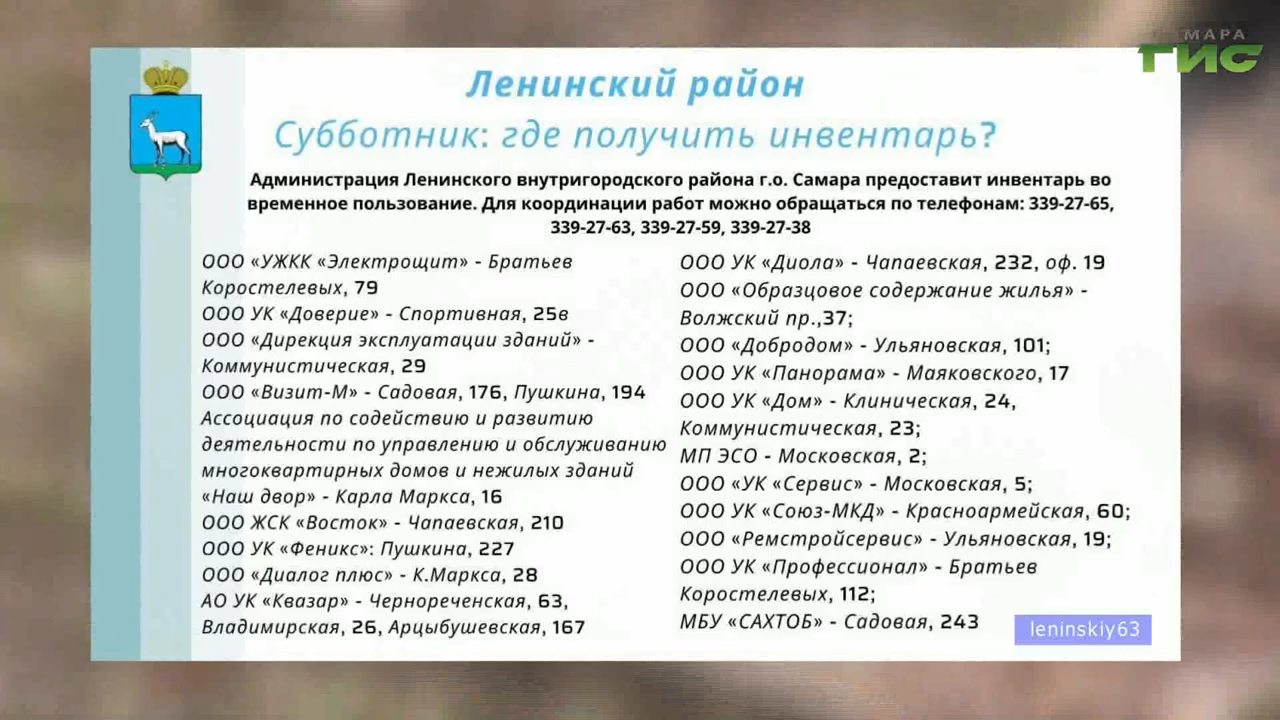 МАРА
ГИС
Ленинский район
Субботник: где получить инвентарь?
Администрация Ленинского внутригородского района г.о. Самара предоставит инвентарь во
временное пользование. Для координации работ можно обращаться по телефонам: 339-27-65,
339-27-63, 339-27-59, 339-27-38
ООО «УЖКК «Электрощит» - Братьев
Коростелевых, 79
ООО УК «Доверие» - Спортивная, 25в
ООО «Дирекция эксплуатации зданий» -
Коммунистическая, 29
ООО «Визит-М» - Садовая, 176, Пушкина, 194
Ассоциация по содействию и развитию
деятельности по управлению и обслуживанию
многоквартирных домов и нежилых зданий
«Наш двор» - Карла Маркса, 16
ООО ЖСК «Восток» - Чапаевская, 210
ООО УК «Феникс»: Пушкина, 227
ООО «Диалог плюс» - К.Маркса, 28
АО УК «Квазар» - Чернореченская, 63,
Владимирская, 26, Арцыбушевская, 167
ООО УК «Диола» - Чапаевская, 232, оф. 19
ООО «Образцовое содержание жилья» -
Волжский пр.,37;
ООО «Добродом» - Ульяновская, 101;
ООО УК «Панорама» - Маяковского, 17
ООО УК «Дом» - Клиническая, 24,
Коммунистическая, 23;
МП ЭСО - Московская, 2;
ООО «УК «Сервис» - Московская, 5;
ООО УК «Союз-МКД» - Красноармейская, 60;
ООО «Ремстройсервис» - Ульяновская, 19;
ООО УК «Профессионал» - Братьев
Коростелевых, 112;
МБУ «САХТОБ» - Садовая, 243
leninskiy63